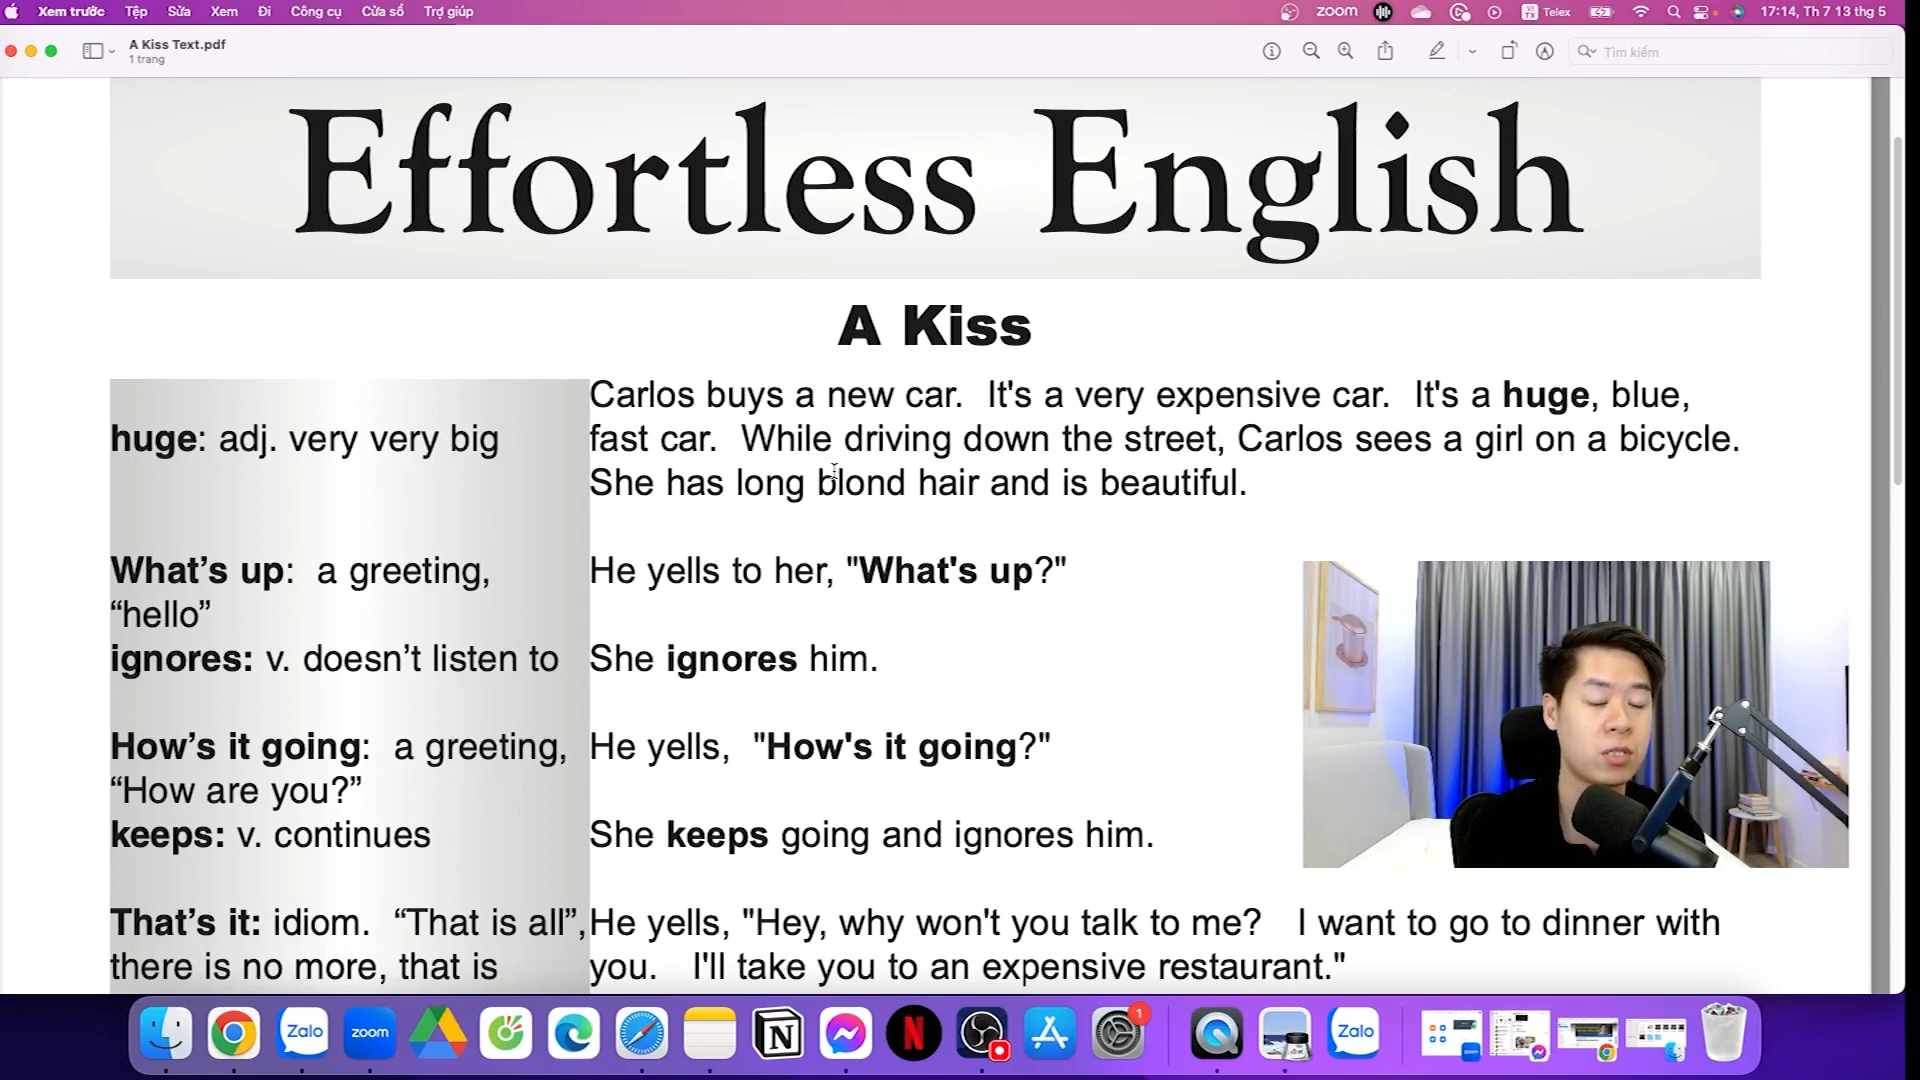 Xem trước Tệp Sửa Xem Đi Công cụ Cửa sổ Trợ giúp zoom Telex 17:14, Th 7 13 thg 5
A Kiss Text.pdf
1 trang
Tìm kiếm
Effortless English
A Kiss
Carlos buys a new car. It's a very expensive car. It's a huge, blue,
huge: adj. very very big
fast car. While driving down the street, Carlos sees a girl on a bicycle.
She has long blond hair and is beautiful.
What’s up: a greeting,
“hello”
He yells to her, "What's up?"
ignores: v. doesn’t listen to
She ignores him.
How’s it going: a greeting,
“How are you?”
He yells, "How's it going?"
keeps: v. continues
She keeps going and ignores him.
That’s it: idiom. “That is all”,
there is no more, that is
He yells, "Hey, why won't you talk to me? I want to go to dinner with
you. I'll take you to an expensive restaurant."
Zalo zoom N N 1 Zalo